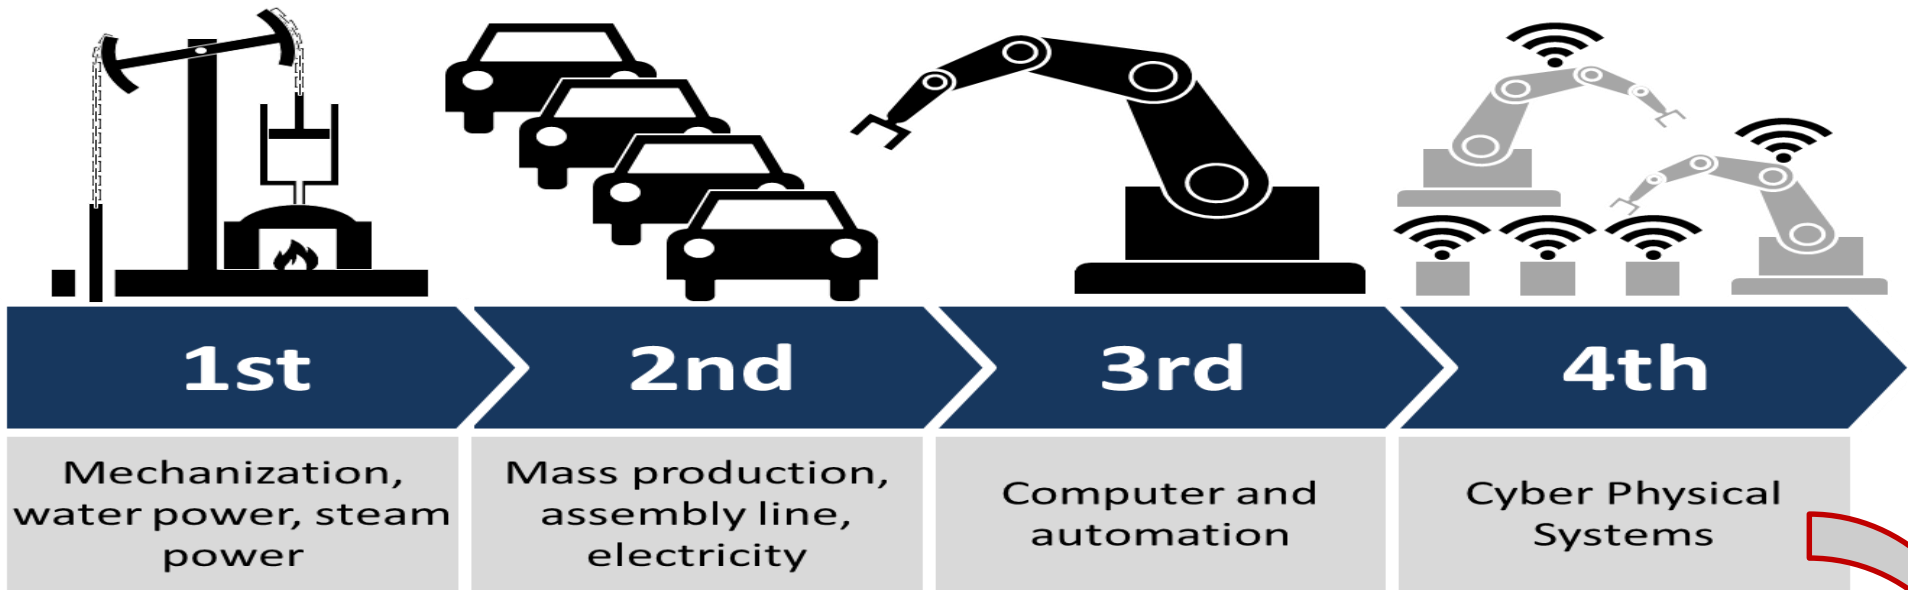 1st
2nd
3rd
4th
Mechanization,
water power, steam
power
Mass production,
assembly line,
electricity
Computer and
automation
Cyber Physical
Systems